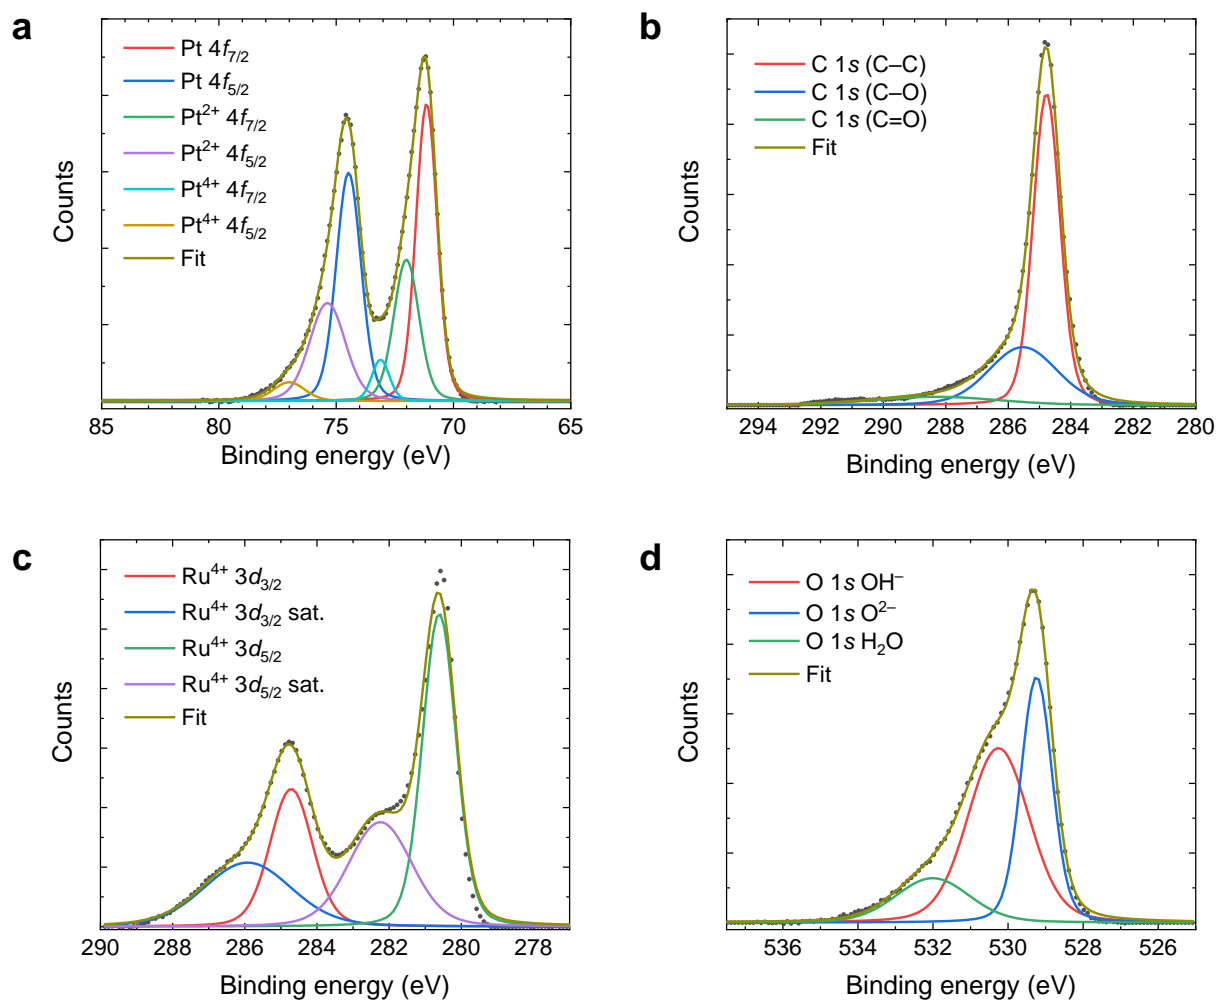 a
Pt 4f7/2
Pt 4f5/2
Pt2+ 4f7/2
Pt2+ 4f5/2
Pt4+ 4f7/2
Pt4+ 4f5/2
Fit
Counts
85 80 75 70 65
Binding energy (eV)
b
C 1s (C–C)
C 1s (C–O)
C 1s (C=O)
Fit
Counts
294 292 290 288 286 284 282 280
Binding energy (eV)
c
Ru4+ 3d3/2
Ru4+ 3d3/2 sat.
Ru4+ 3d5/2
Ru4+ 3d5/2 sat.
Fit
Counts
290 288 286 284 282 280 278
Binding energy (eV)
d
O 1s OH–
O 1s O2–
O 1s H2O
Fit
Counts
536 534 532 530 528 526
Binding energy (eV)